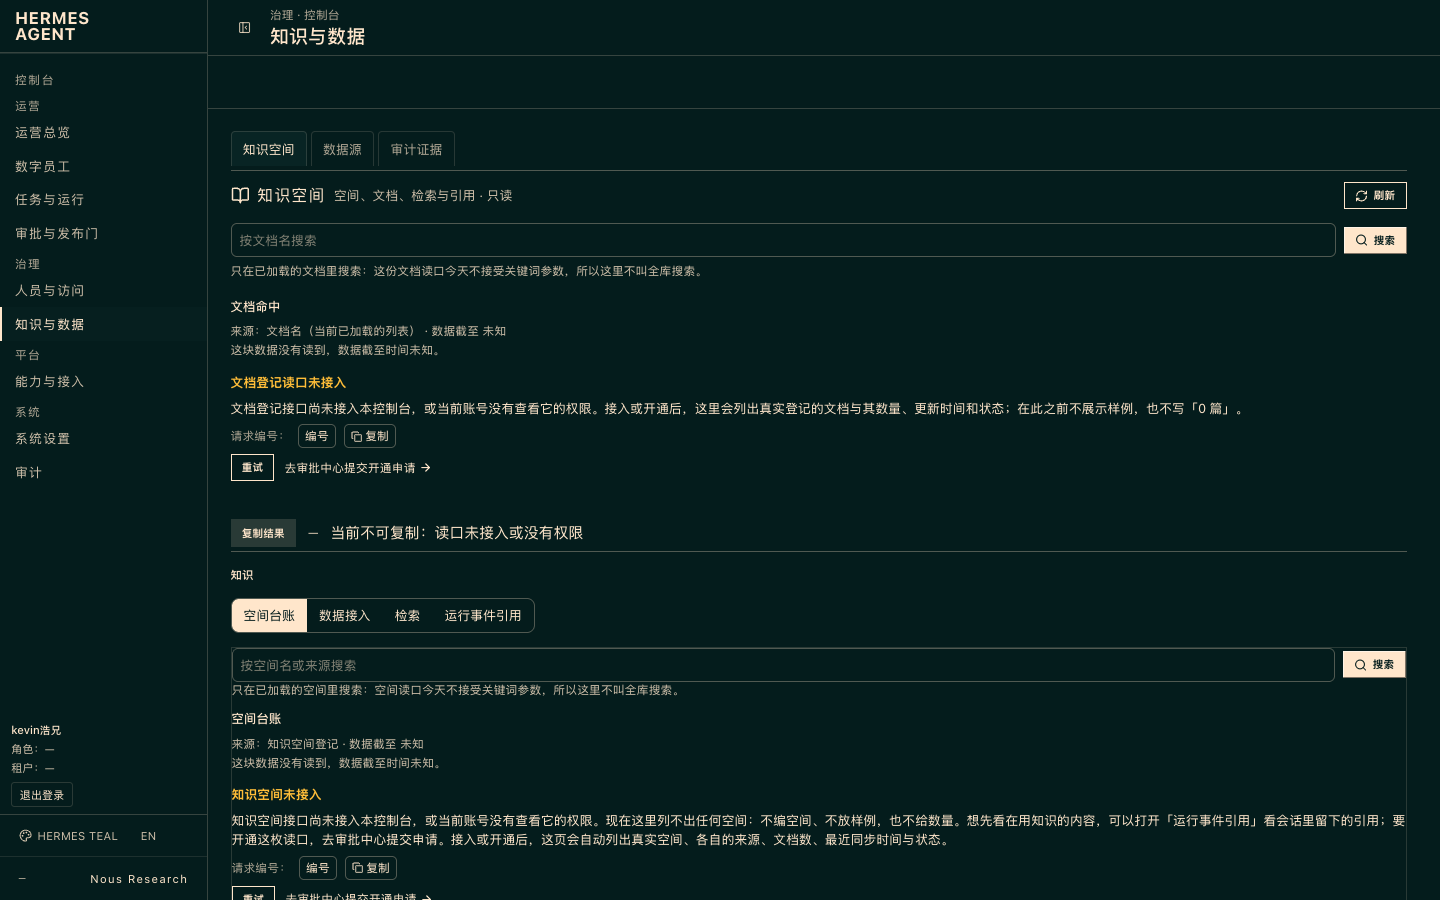 HERMES
AGENT
控制台
运营
运营总览
数字员工
任务与运行
审批与发布门
治理
人员与访问
知识与数据
平台
能力与接入
系统
系统设置
审计
kevin浩兄
角色：—
租户：—
退出登录
HERMES TEAL EN
— Nous Research
治理 · 控制台
知识与数据
知识空间 数据源 审计证据
知识空间 空间、文档、检索与引用 · 只读 刷新
按文档名搜索 搜索
只在已加载的文档里搜索：这份文档读口今天不接受关键词参数，所以这里不叫全库搜索。
文档命中
来源：文档名（当前已加载的列表） · 数据截至 未知
这块数据没有读到，数据截至时间未知。
文档登记读口未接入
文档登记接口尚未接入本控制台，或当前账号没有查看它的权限。接入或开通后，这里会列出真实登记的文档与其数量、更新时间和状态；在此之前不展示样例，也不写「0 篇」。
请求编号： 编号 复制
重试 去审批中心提交开通申请 →
复制结果 — 当前不可复制：读口未接入或没有权限
知识
空间台账 数据接入 检索 运行事件引用
按空间名或来源搜索 搜索
只在已加载的空间里搜索：空间读口今天不接受关键词参数，所以这里不叫全库搜索。
空间台账
来源：知识空间登记 · 数据截至 未知
这块数据没有读到，数据截至时间未知。
知识空间未接入
知识空间接口尚未接入本控制台，或当前账号没有查看它的权限。现在这里列不出任何空间：不编空间、不放样例，也不给数量。想先看在用知识的内容，可以打开「运行事件引用」看会话里留下的引用；要
开通这枚读口，去审批中心提交申请。接入或开通后，这页会自动列出真实空间、各自的来源、文档数、最近同步时间与状态。
请求编号： 编号 复制
重试 去审批中心提交开通申请 →